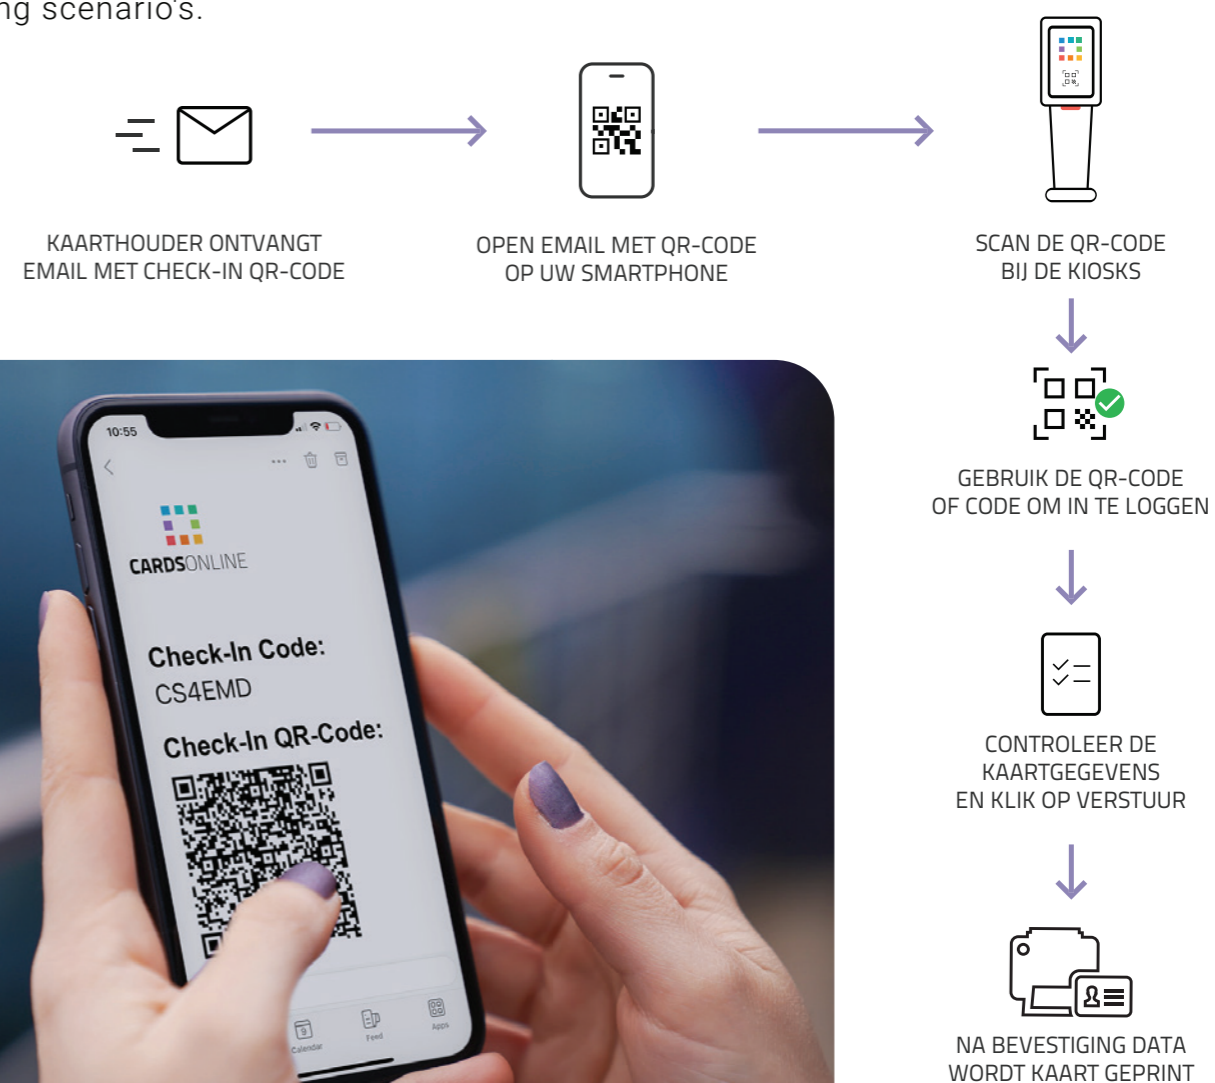 ng scenario's.
KAARTHOUDER ONTVANGT
EMAIL MET CHECK-IN QR-CODE
OPEN EMAIL MET QR-CODE
OP UW SMARTPHONE
SCAN DE QR-CODE
BIJ DE KIOSKS
GEBRUIK DE QR-CODE
OF CODE OM IN TE LOGGEN
CONTROLEER DE
KAARTGEGEVENS
EN KLIK OP VERSTUUR
NA BEVESTIGING DATA
WORDT KAART GEPRINT
10:55
CARDSONLINE
Check-In Code:
CS4EMD
Check-In QR-Code:
9
Calendar
Feed
Apps